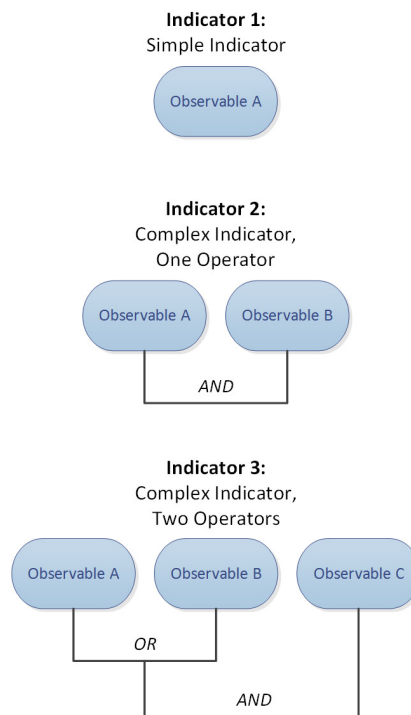 Indicator 1:
Simple Indicator
Observable A
Indicator 2:
Complex Indicator,
One Operator
Observable A
Observable B
AND
Indicator 3:
Complex Indicator,
Two Operators
Observable A
Observable B
Observable C
OR
AND